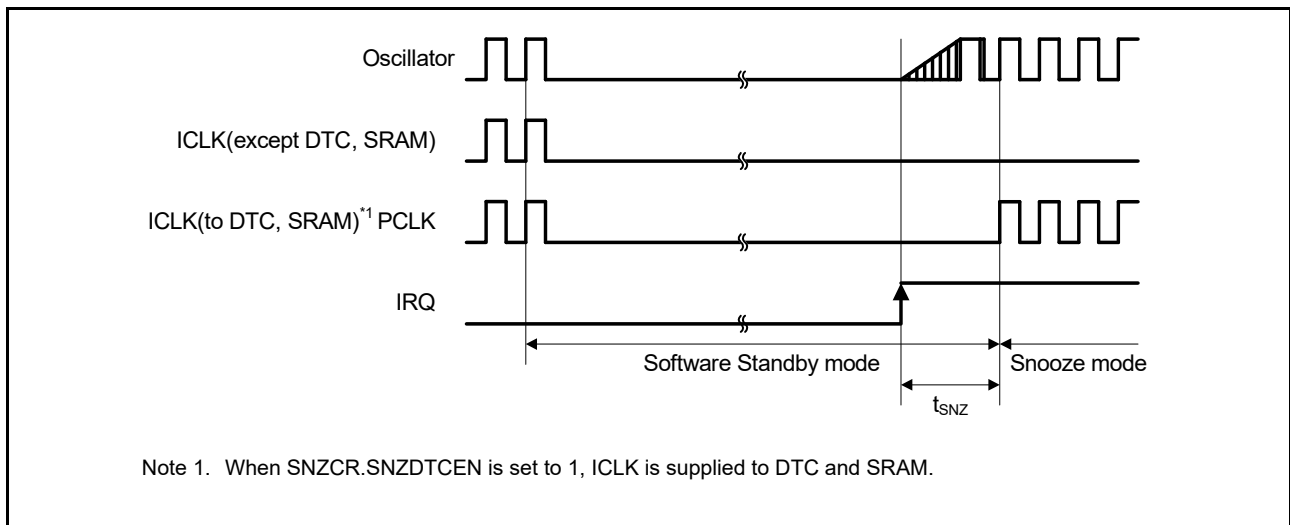 Oscillator
ICLK(except DTC, SRAM)
ICLK(to DTC, SRAM)*1 PCLK
IRQ
Software Standby mode
Snooze mode
tSNZ
Note 1. When SNZCR.SNZDTCEN is set to 1, ICLK is supplied to DTC and SRAM.